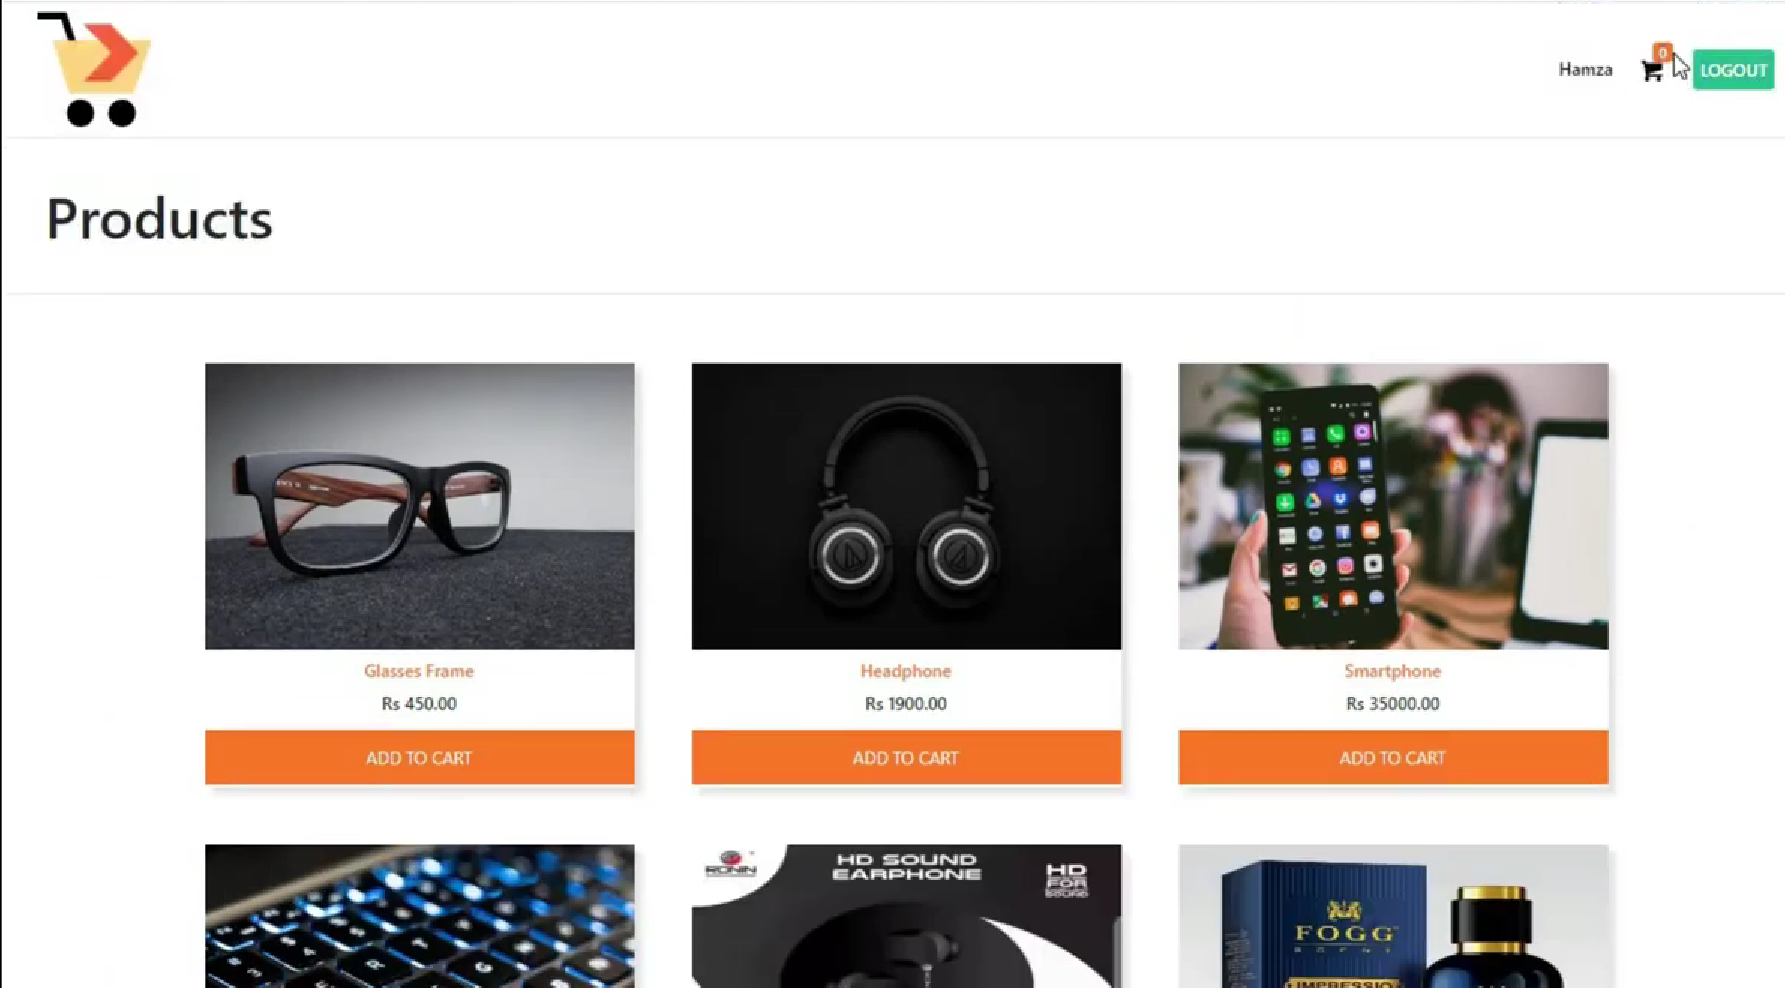 Hamza
0
LOGOUT
Products
Glasses Frame
Headphone
Smartphone
Rs 450.00
Rs 1900.00
Rs 35000.00
ADD TO CART
ADD TO CART
ADD TO CART
RONIN
HD SOUND
EARPHONE
HD
FOR
SOUND
FOGG
SCENT
IMPRESSIO